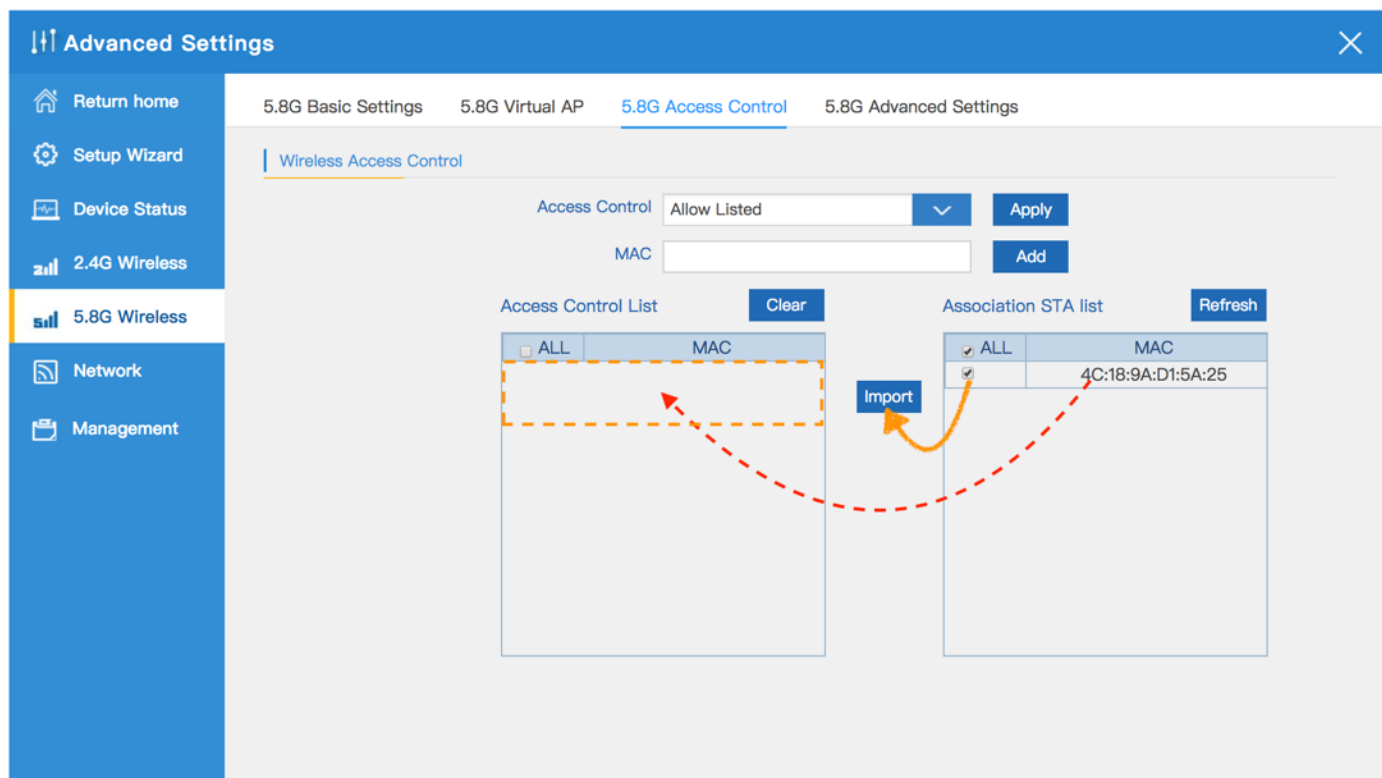 Advanced Settings
Return home
Setup Wizard
Device Status
2.4G Wireless
5.8G Wireless
Network
Management
5.8G Basic Settings 5.8G Virtual AP 5.8G Access Control 5.8G Advanced Settings
Wireless Access Control
Access Control Allow Listed Apply
MAC Add
Access Control List Clear Association STA list Refresh
ALL MAC ALL MAC
4C:18:9A:D1:5A:25
Import